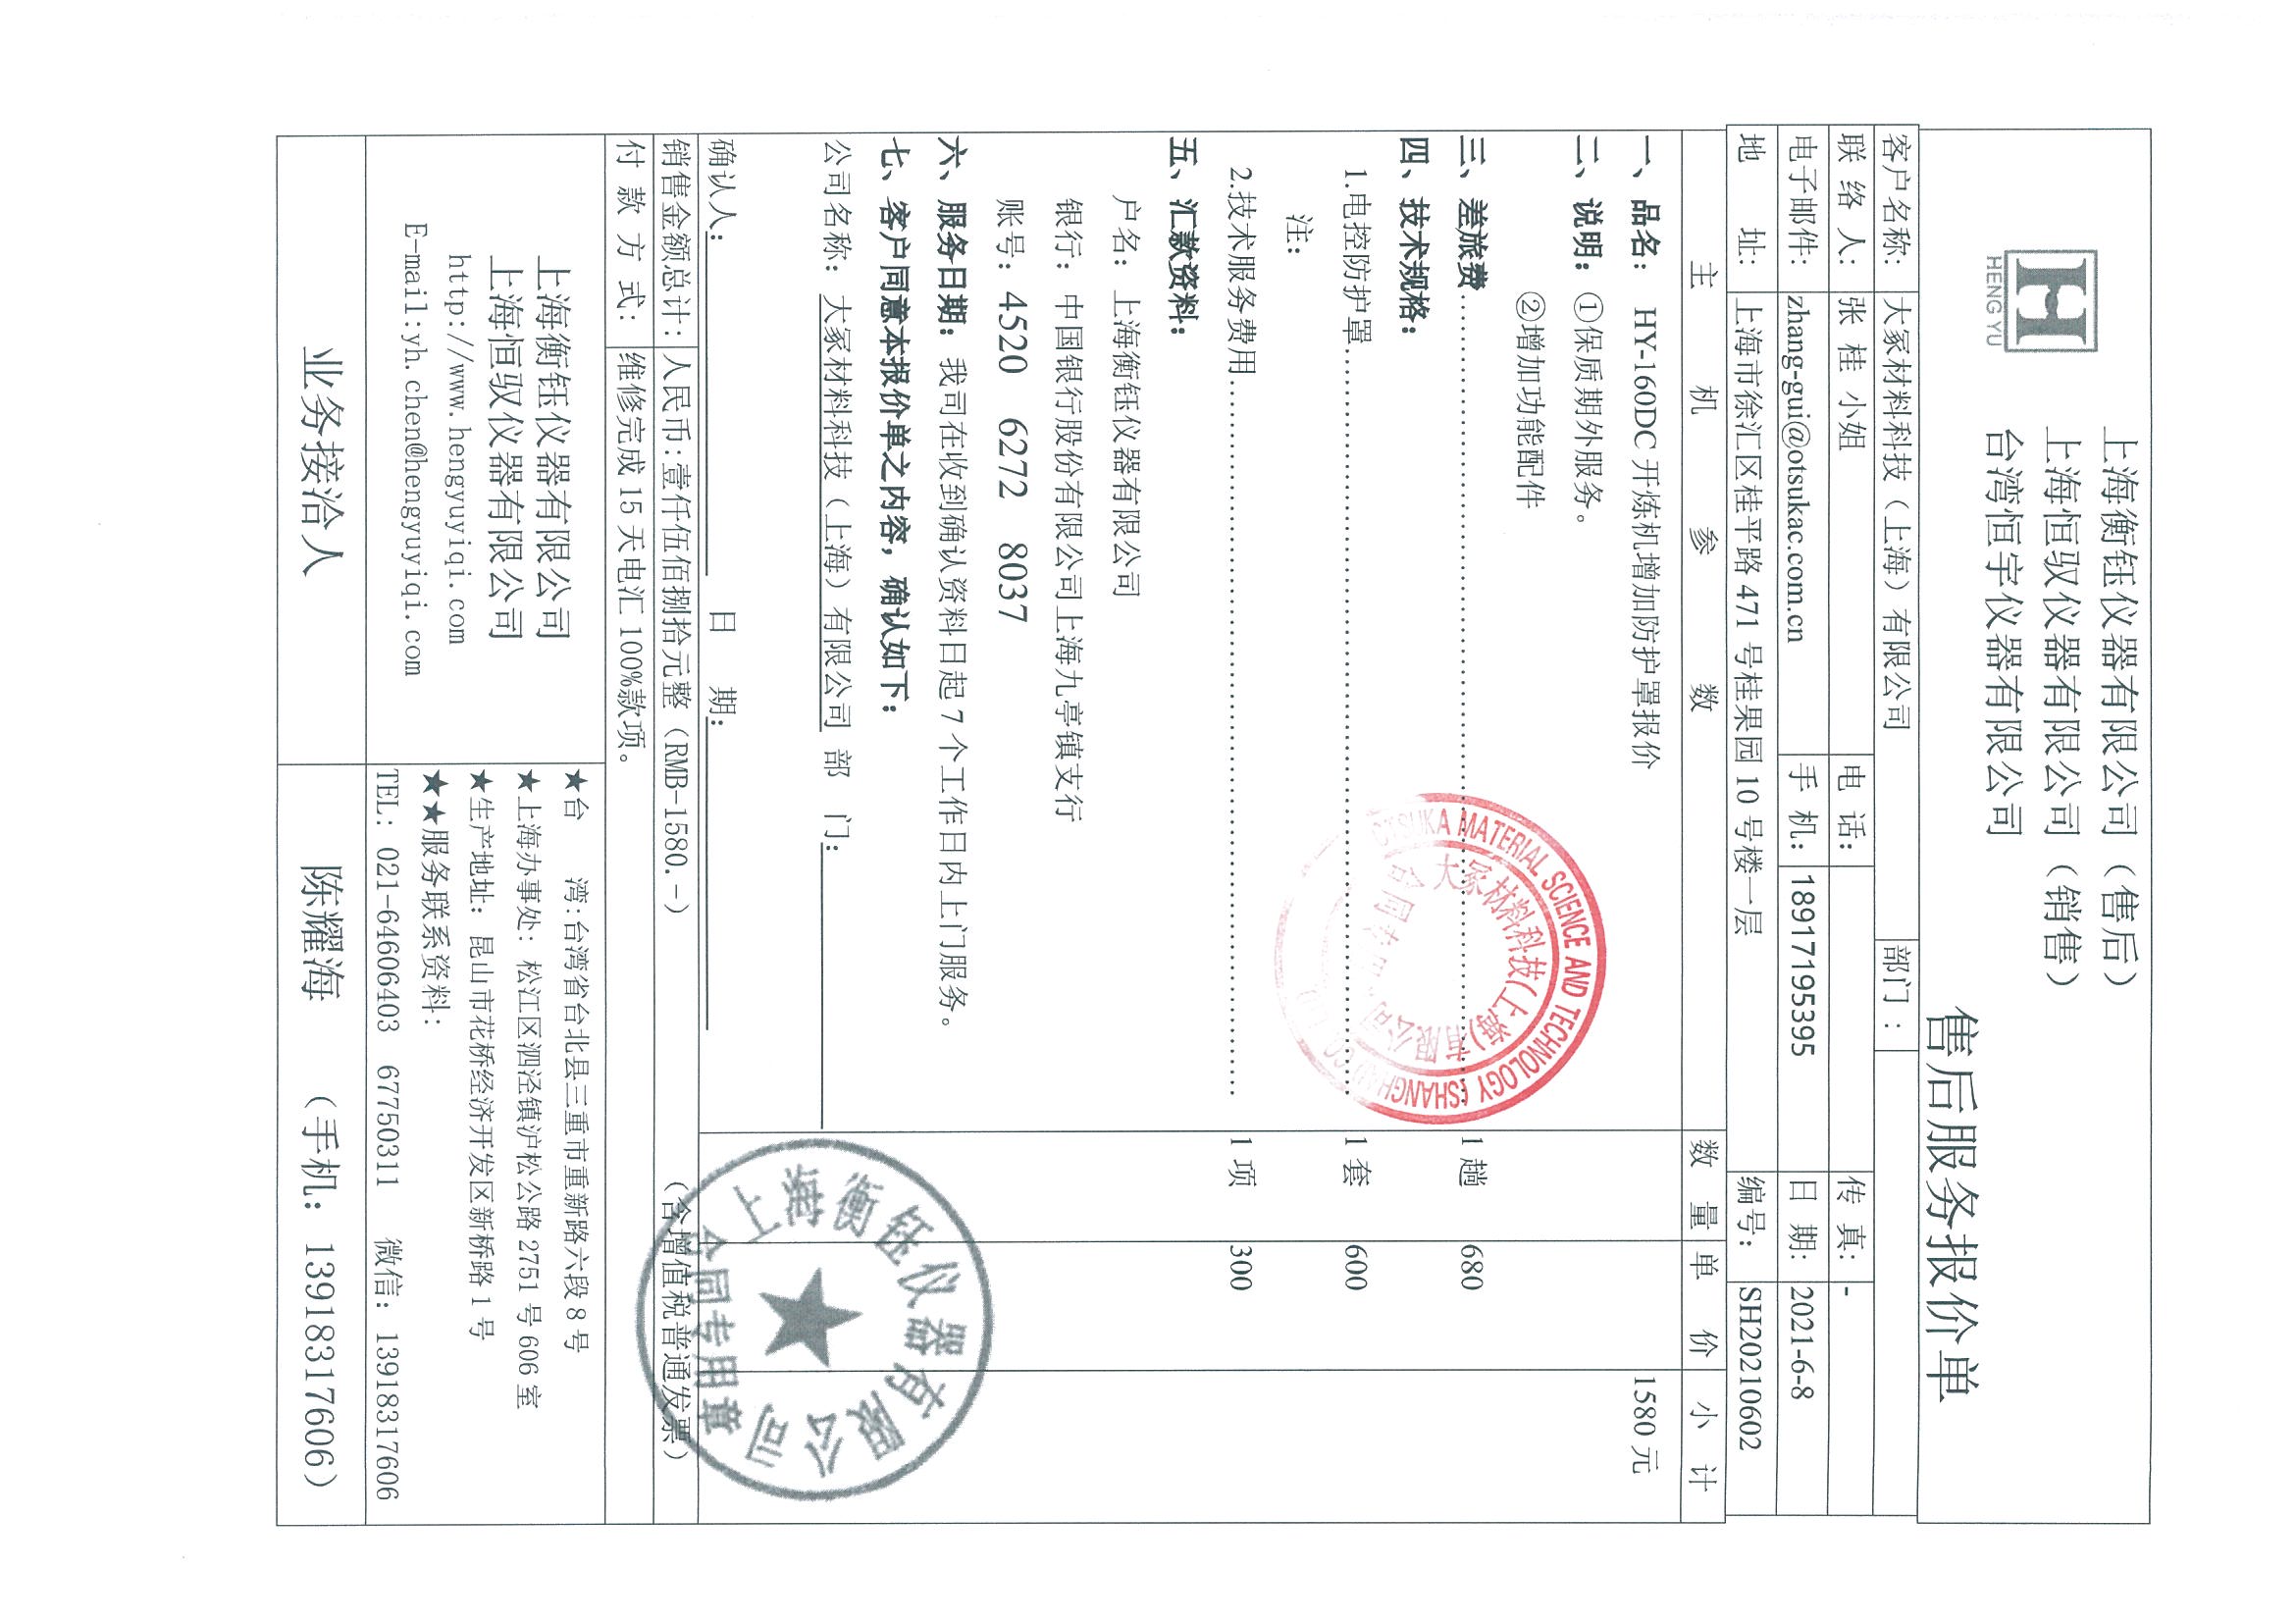 HENG YU
上海衡钰仪器有限公司（售后）
上海恒驭仪器有限公司（销售）
台湾恒宇仪器有限公司
售后服务报价单
客户名称: 大冢材料科技（上海）有限公司 部门:
联 络 人: 张 桂 小姐 电 话: 传 真: -
电子邮件: zhang-gui@otsukac.com.cn 手 机: 18917195395 日 期: 2021-6-8
地 址: 上海市徐汇区桂平路 471 号桂果园 10 号楼一层 编号: SH20210602
主 机 参 数 数 量 单 价 小 计
一、品名: HY-160DC 开炼机增加防护罩报价 1580 元
二、说明: ①保质期外服务。
②增加功能配件
三、差旅费 1 趟 680
四、技术规格:
1.电控防护罩 1 套 600
注:
2.技术服务费用 1 项 300
五、汇款资料:
户名: 上海衡钰仪器有限公司
银行: 中国银行股份有限公司上海九亭镇支行
账号: 4520 6272 8037
六、服务日期: 我司在收到确认资料日起 7 个工作日内上门服务。
七、客户同意本报价单之内容，确认如下:
公司名称: 大冢材料科技（上海）有限公司 部 门:
确认人: 日 期:
OTSUKA MATERIAL SCIENCE AND TECHNOLOGY (SHANGHAI) CO
大冢材料科技(上海)有限公司
上海衡钰仪器有限公司
合同专用章
销售金额总计: 人民币:壹仟伍佰捌拾元整（RMB-1580.-） （含增值税普通发票）
付 款 方 式: 维修完成 15 天电汇 100%款项。
上海衡钰仪器有限公司
上海恒驭仪器有限公司
http://www.hengyuyiqi.com
E-mail:yh.chen@hengyuyiqi.com
★台 湾:台湾省台北县三重市重新路六段 8 号
★上海办事处: 松江区泗泾镇沪松公路 2751 号 606 室
★生产地址: 昆山市花桥经济开发区新桥路 1 号
★★服务联系资料:
TEL: 021-64606403 67750311 微信: 13918317606
业务接洽人 陈耀海 （手机: 13918317606）